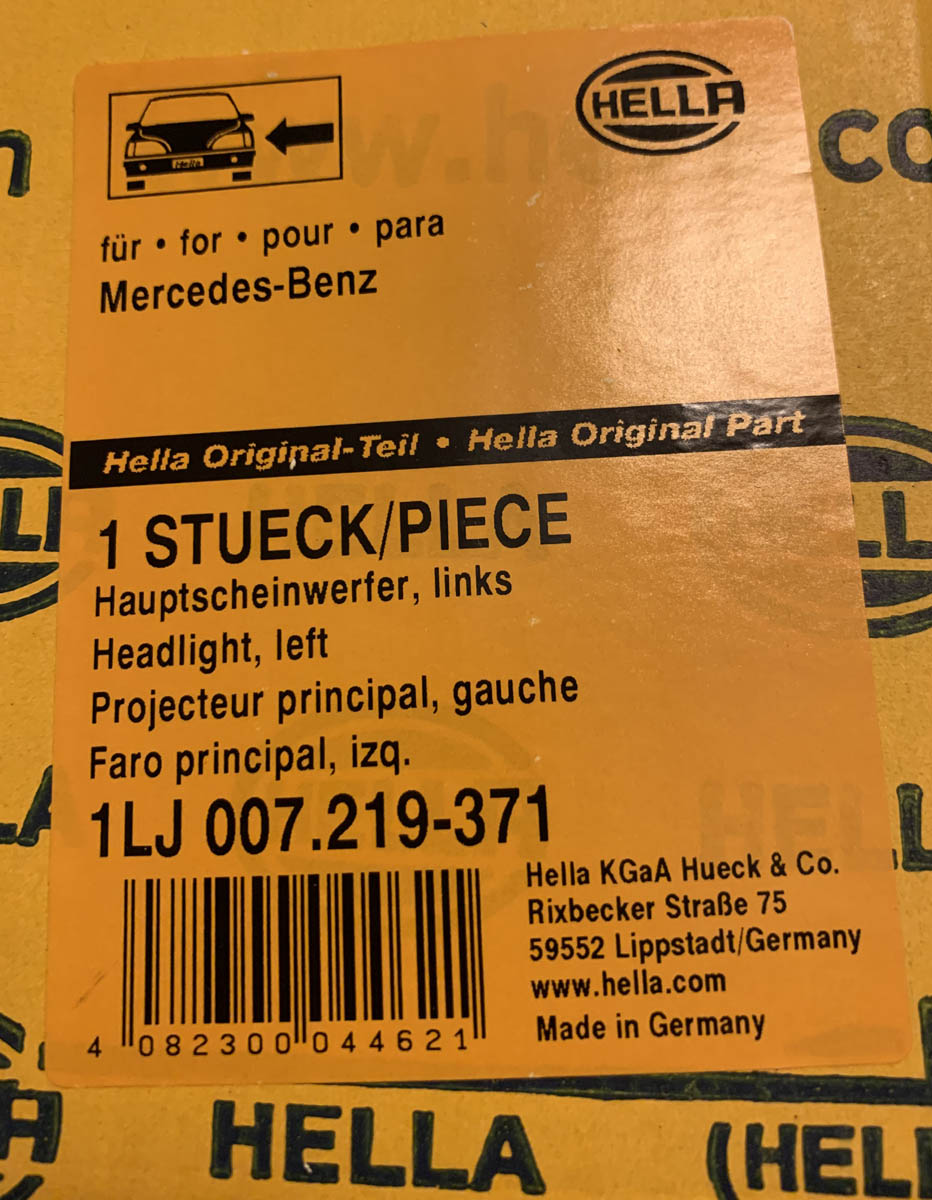 HELLA
Hella
für • for • pour • para
Mercedes-Benz
Hella Original-Teil • Hella Original Part
1 STUECK/PIECE
Hauptscheinwerfer, links
Headlight, left
Projecteur principal, gauche
Faro principal, izq.
1LJ 007.219-371
Hella KGaA Hueck & Co.
Rixbecker Straße 75
59552 Lippstadt/Germany
www.hella.com
Made in Germany
4 082300 044621
HELLA